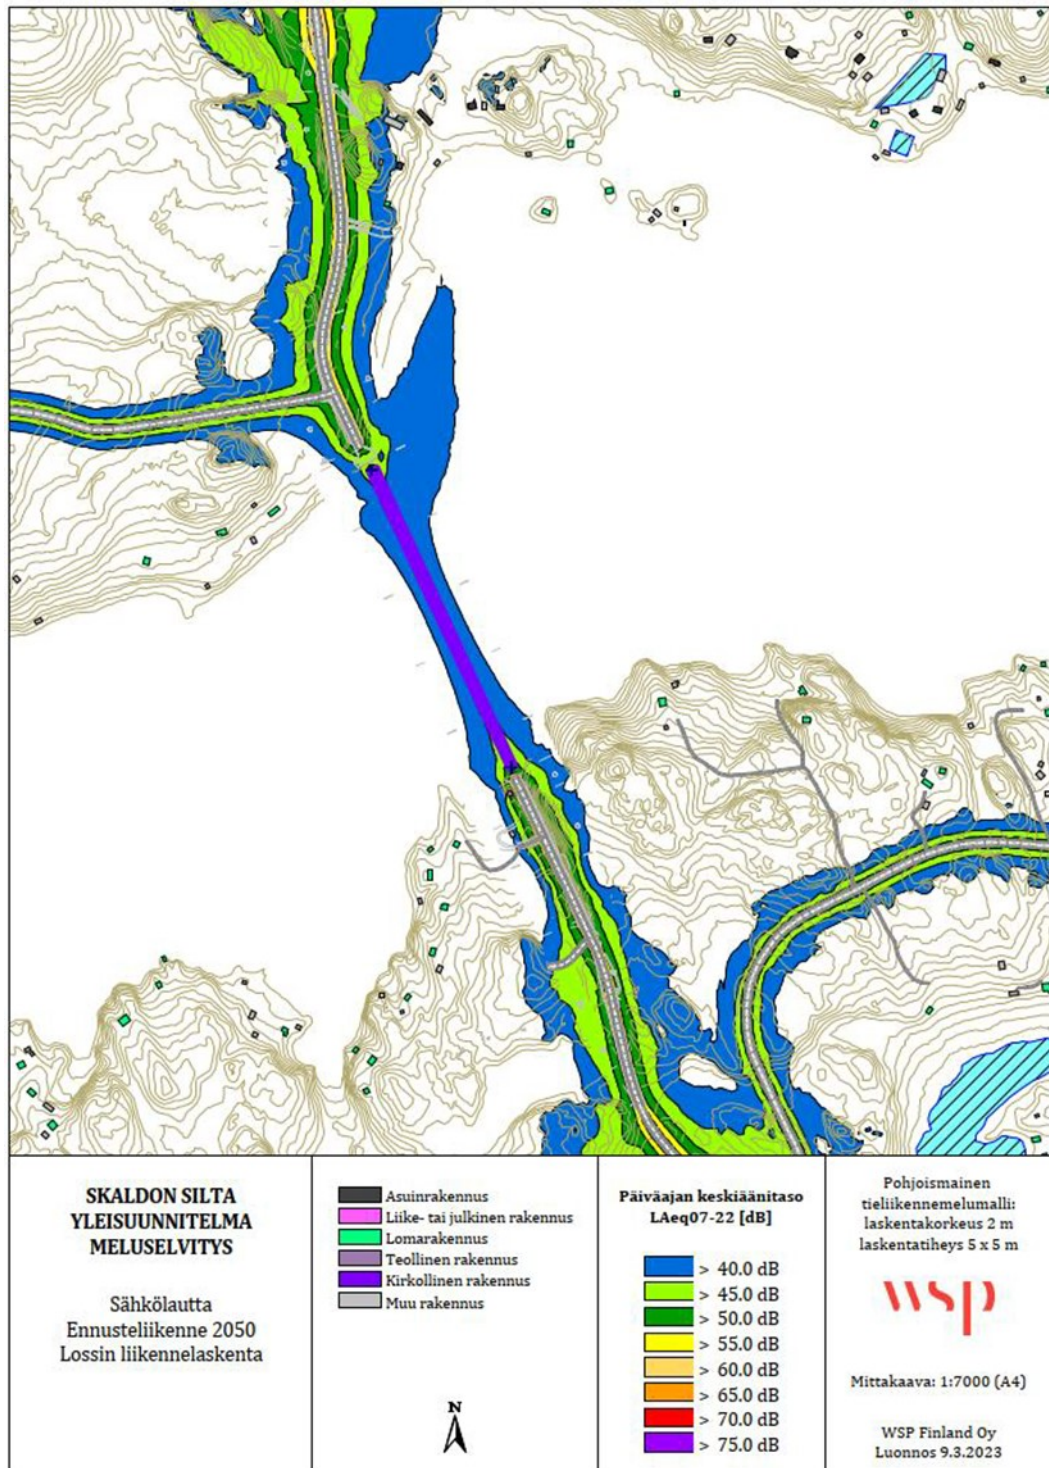 SKALDON SILTA
YLEISUUNNITELMA
MELUSELVITYS
Sähkölautta
Ennusteliikenne 2050
Lossin liikennelaskenta
Asuinrakennus
Liike- tai julkinen rakennus
Lomarakennus
Teollinen rakennus
Kirkollinen rakennus
Muu rakennus
N
Päiväajan keskiäänitaso
LAeq07-22 [dB]
> 40.0 dB
> 45.0 dB
> 50.0 dB
> 55.0 dB
> 60.0 dB
> 65.0 dB
> 70.0 dB
> 75.0 dB
Pohjoismainen
tieliikennemelumalli:
laskentakorkeus 2 m
laskentatiheys 5 x 5 m
wsp
Mittakaava: 1:7000 (A4)
WSP Finland Oy
Luonnos 9.3.2023